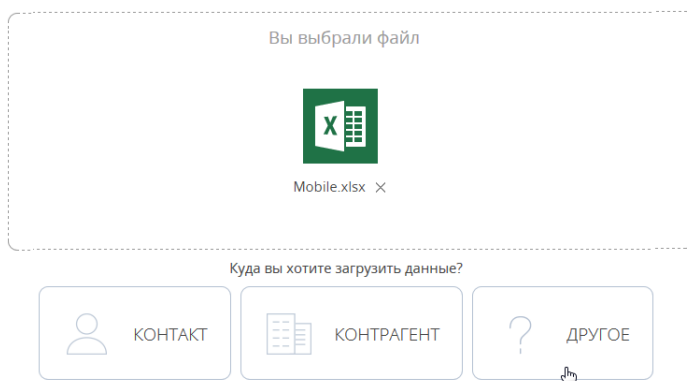 Вы выбрали файл
X
Mobile.xlsx
Куда вы хотите загрузить данные?
КОНТАКТ
КОНТРАГЕНТ
?
ДРУГОЕ